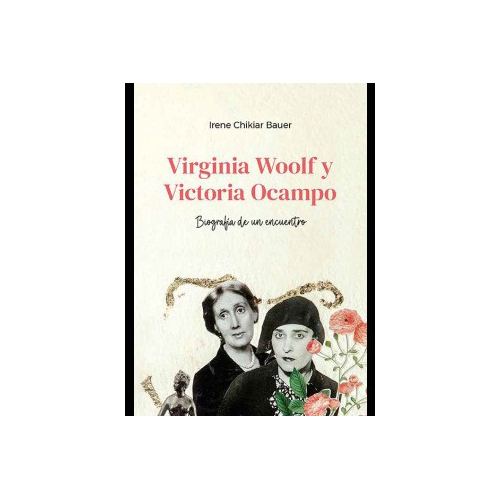 Irene Chikiar Bauer
Virginia Woolf y
Victoria Ocampo
Biografía de un encuentro